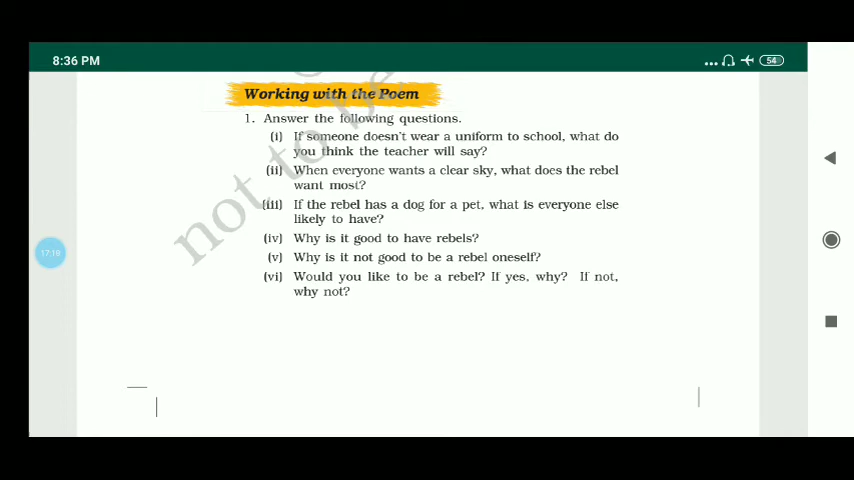 8:36 PM
54
Working with the Poem
1. Answer the following questions.
(i) If someone doesn't wear a uniform to school, what do
you think the teacher will say?
(ii) When everyone wants a clear sky, what does the rebel
want most?
(iii) If the rebel has a dog for a pet, what is everyone else
likely to have?
(iv) Why is it good to have rebels?
(v) Why is it not good to be a rebel oneself?
(vi) Would you like to be a rebel? If yes, why? If not,
why not?
not to be
17:19